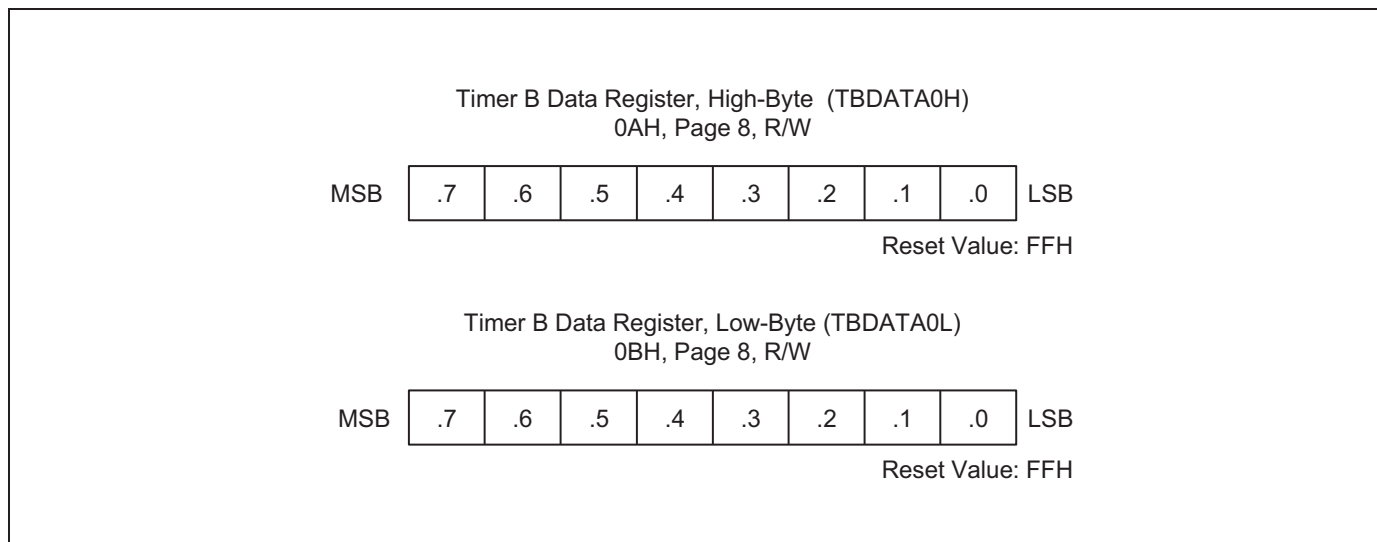 Timer B Data Register, High-Byte (TBDATA0H)
0AH, Page 8, R/W
MSB .7 .6 .5 .4 .3 .2 .1 .0 LSB
Reset Value: FFH
Timer B Data Register, Low-Byte (TBDATA0L)
0BH, Page 8, R/W
MSB .7 .6 .5 .4 .3 .2 .1 .0 LSB
Reset Value: FFH